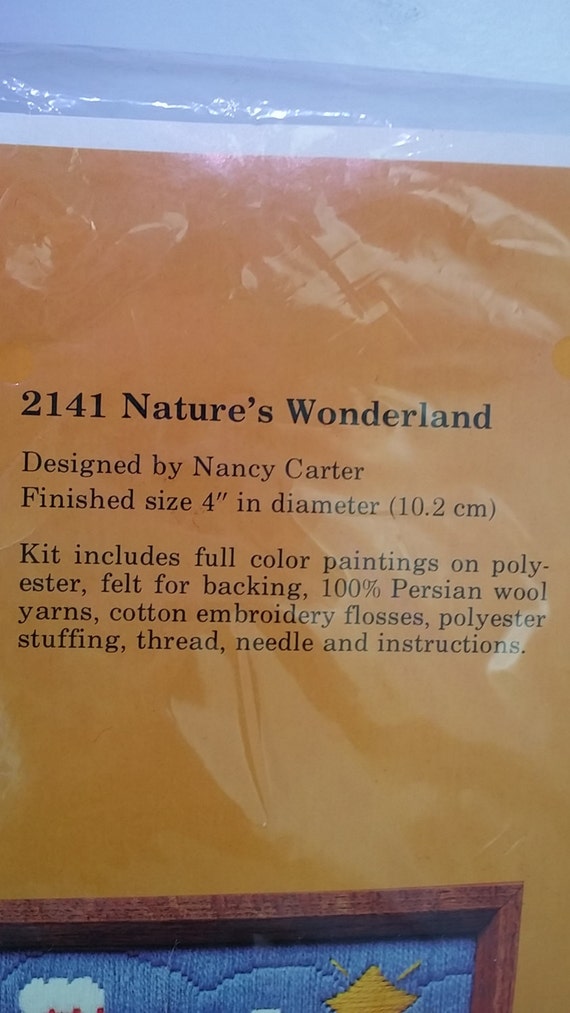 2141 Nature's Wonderland
Designed by Nancy Carter
Finished size 4" in diameter (10.2 cm)
Kit includes full color paintings on poly-
ester, felt for backing, 100% Persian wool
yarns, cotton embroidery flosses, polyester
stuffing, thread, needle and instructions.